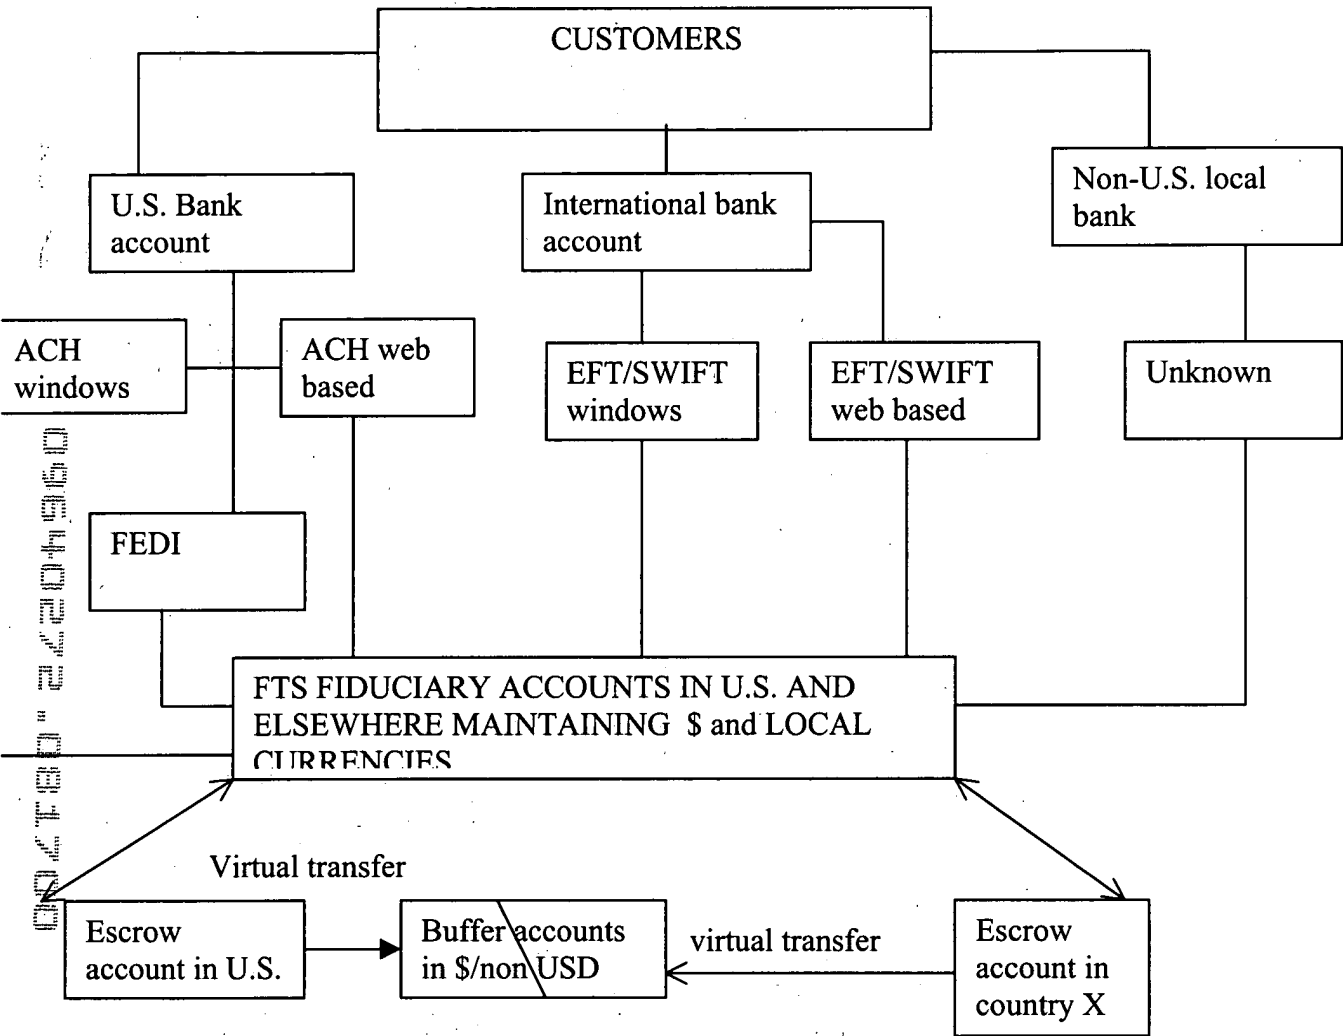 CUSTOMERS
U.S. Bank
account
International bank
account
Non-U.S. local
bank
ACH
windows
ACH web
based
EFT/SWIFT
windows
EFT/SWIFT
web based
Unknown
FEDI
FTS FIDUCIARY ACCOUNTS IN U.S. AND
ELSEWHERE MAINTAINING $ and LOCAL
CURRENCIES
Virtual transfer
Escrow
account in U.S.
Buffer accounts
in $/non USD
virtual transfer
Escrow
account in
country X
09540272.071800